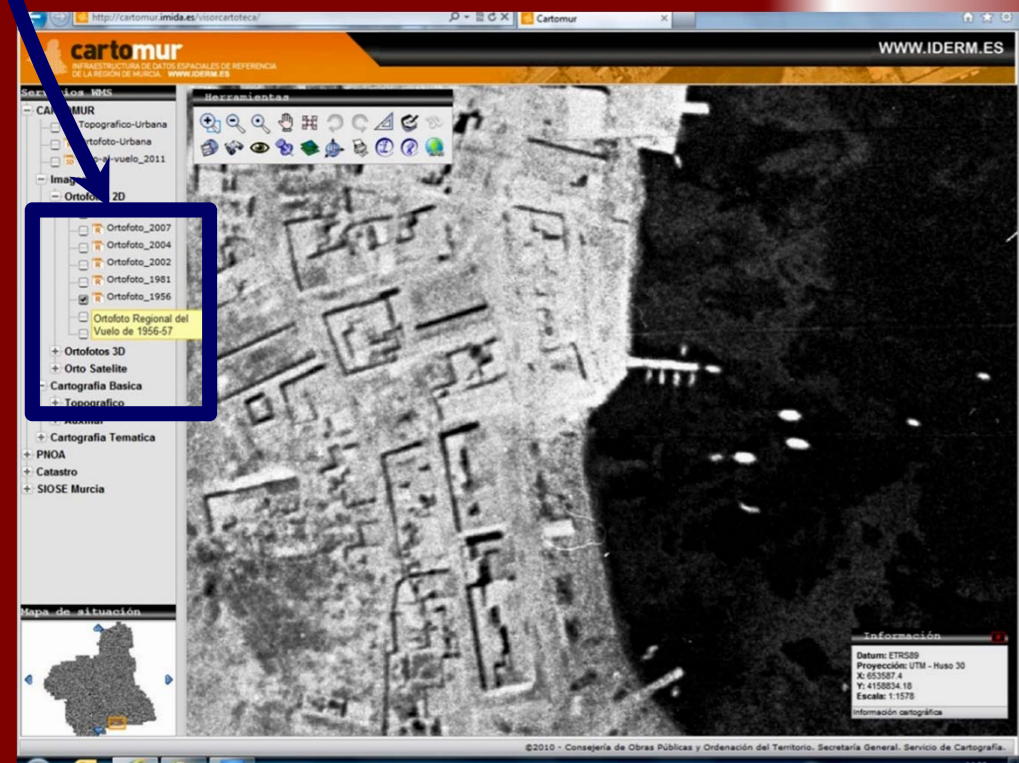 http://cartomur.imida.es/visorcartoteca/
Cartomur
cartomur
INFRAESTRUCTURA DE DATOS ESPACIALES DE REFERENCIA
DE LA REGIÓN DE MURCIA. WWW.IDERM.ES
WWW.IDERM.ES
WMS
Herramientas
Topografico-Urbana
Ortofoto-Urbana
2D
Ortofoto_2007
Ortofoto_2004
Ortofoto_2002
Ortofoto_1981
Ortofoto_1956
Ortofoto Regional del
Vuelo de 1956-57
Ortofotos 3D
Orto Satelite
Cartografia Basica
Topografico
Cartografia Tematica
PNOA
Catastro
SIOSE Murcia
Mapa de situación
Información
Datum: ETRS89
Proyección: UTM - Huso 30
X: 653587.4
Y: 4158834.18
Escala: 1:1578
Información cartográfica
©2010 - Consejería de Obras Públicas y Ordenación del Territorio. Secretaría General. Servicio de Cartografía.